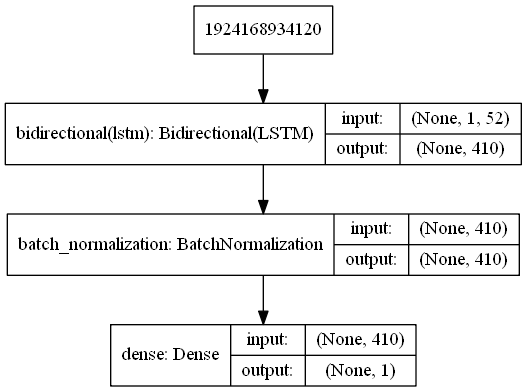 1924168934120
bidirectional(lstm): Bidirectional(LSTM)
input:
(None, 1, 52)
output:
(None, 410)
batch_normalization: BatchNormalization
input:
(None, 410)
output:
(None, 410)
dense: Dense
input:
(None, 410)
output:
(None, 1)